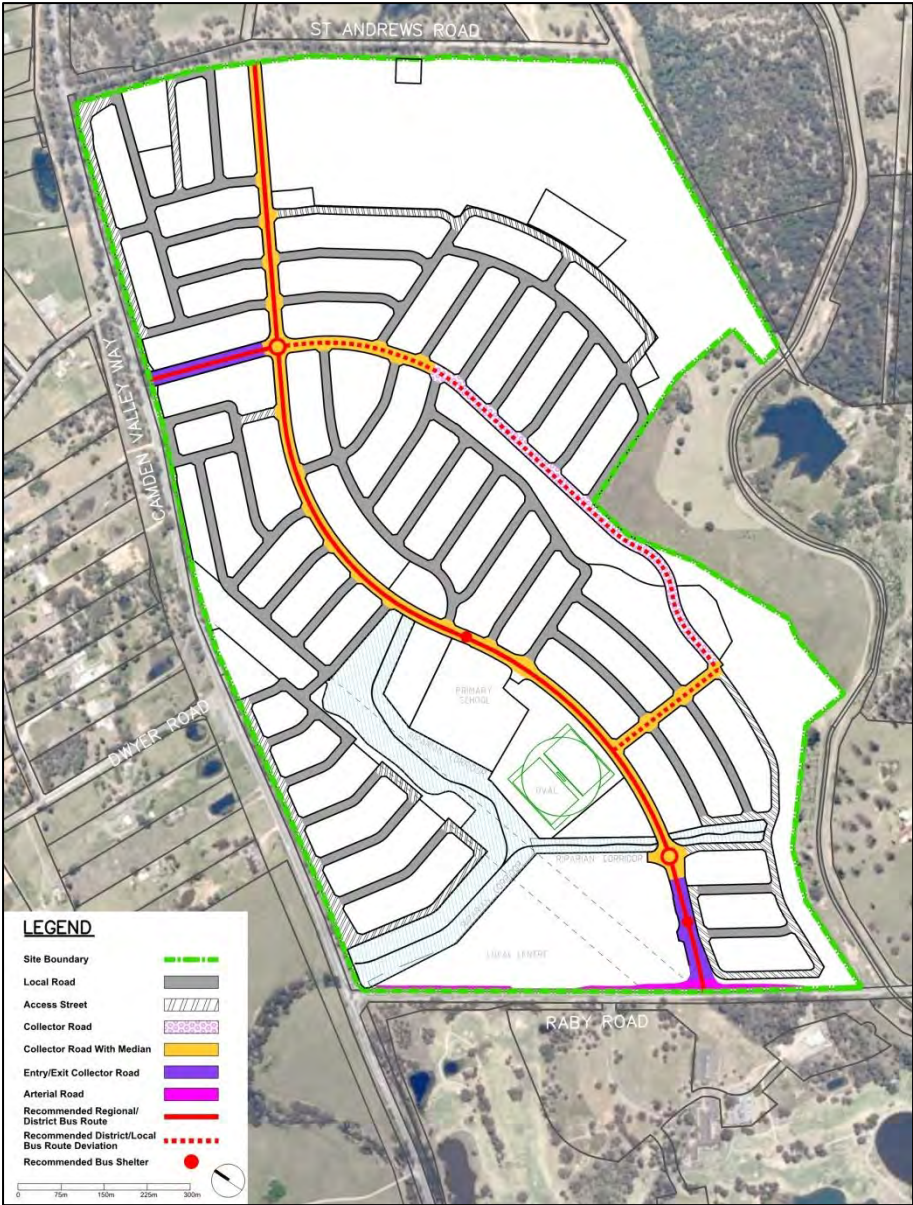 ST ANDREWS ROAD
CAMDEN VALLEY WAY
DWYER ROAD
PRIMARY
SCHOOL
OVAL
RIPARIAN CORRIDOR
RIPARIAN CORRIDOR
LOCAL CENTRE
RABY ROAD
LEGEND
Site Boundary
Local Road
Access Street
Collector Road
Collector Road With Median
Entry/Exit Collector Road
Arterial Road
Recommended Regional/
District Bus Route
Recommended District/Local
Bus Route Deviation
Recommended Bus Shelter
0 75m 150m 225m 300m